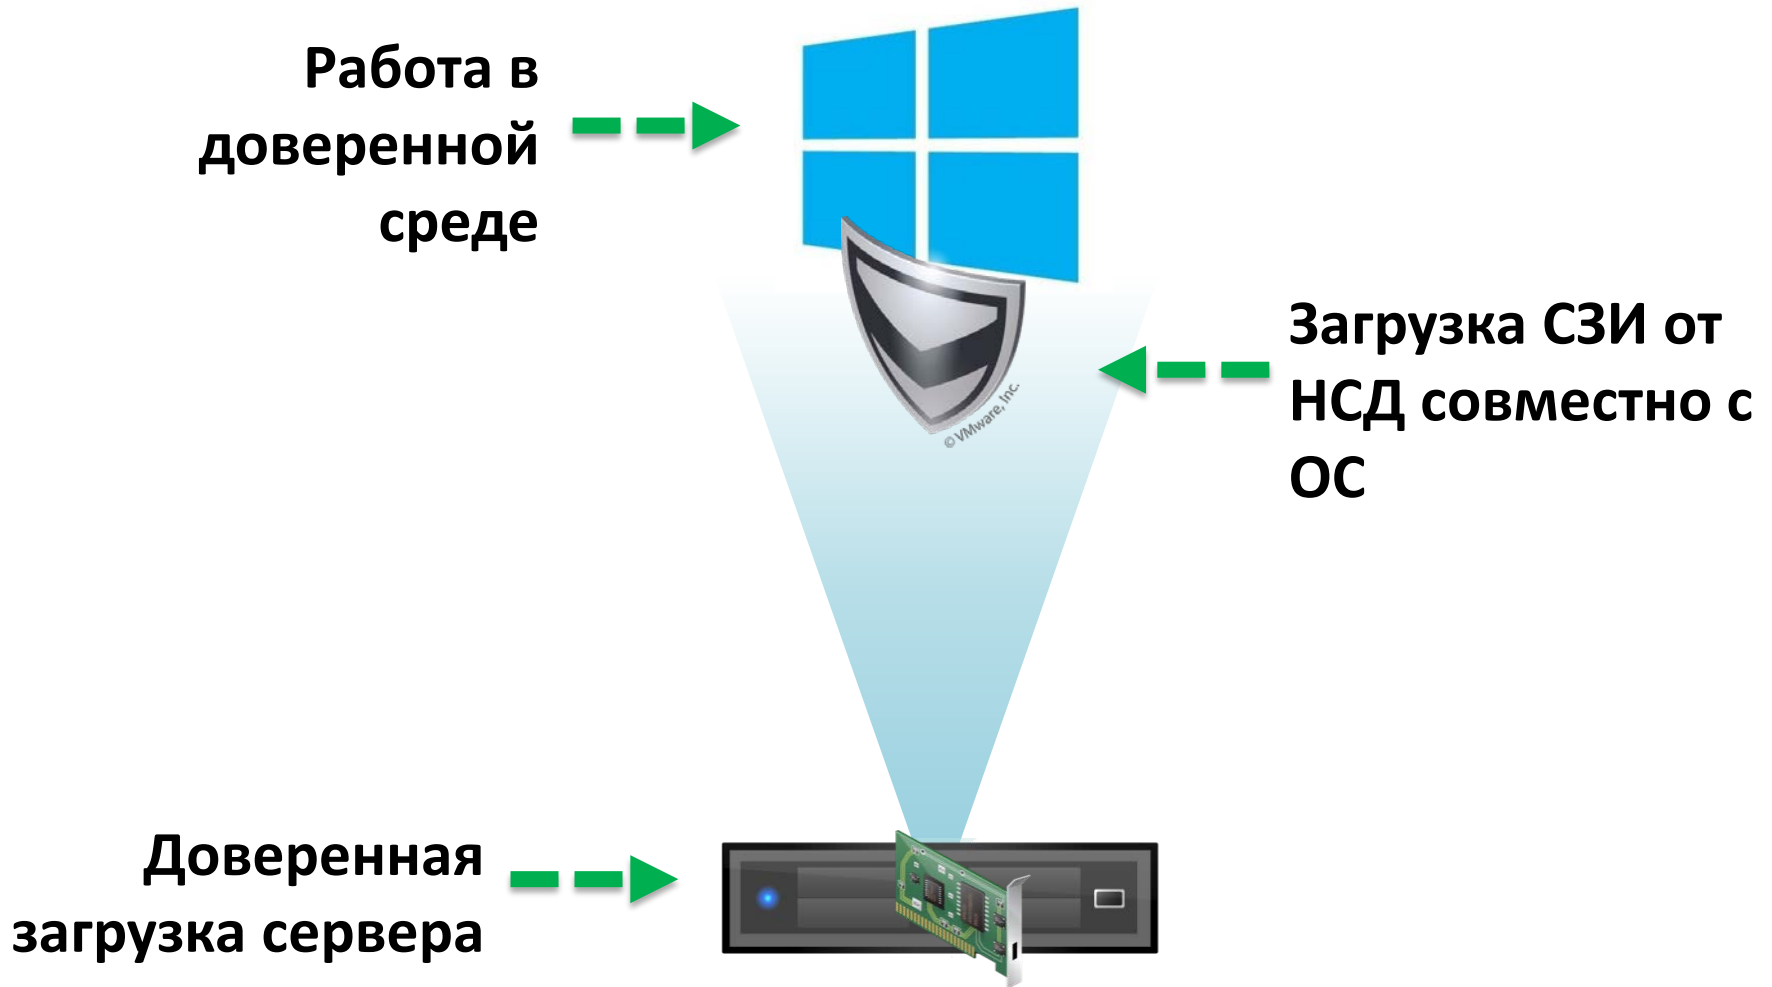 Работа в
доверенной
среде
Загрузка СЗИ от
НСД совместно с
ОС
© VMware, Inc.
Доверенная
загрузка сервера